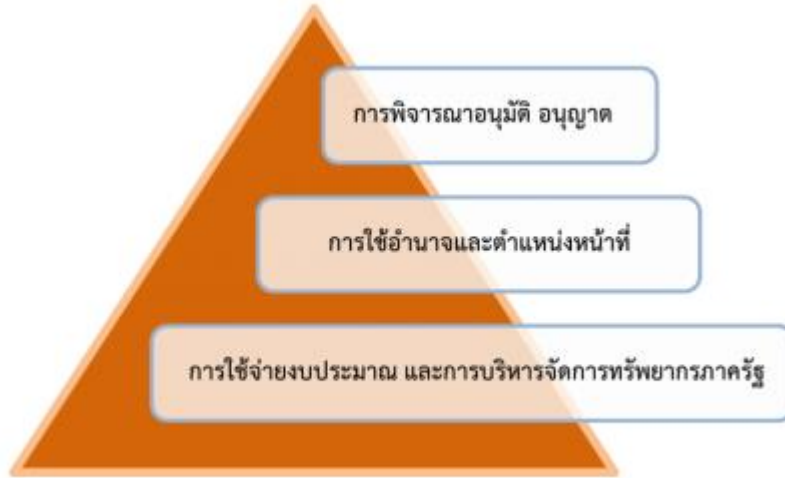 การพิจารณาอนุมัติ อนุญาต
การใช้อำนาจและตำแหน่งหน้าที่
การใช้จ่ายงบประมาณ และการบริหารจัดการทรัพยากรภาครัฐ